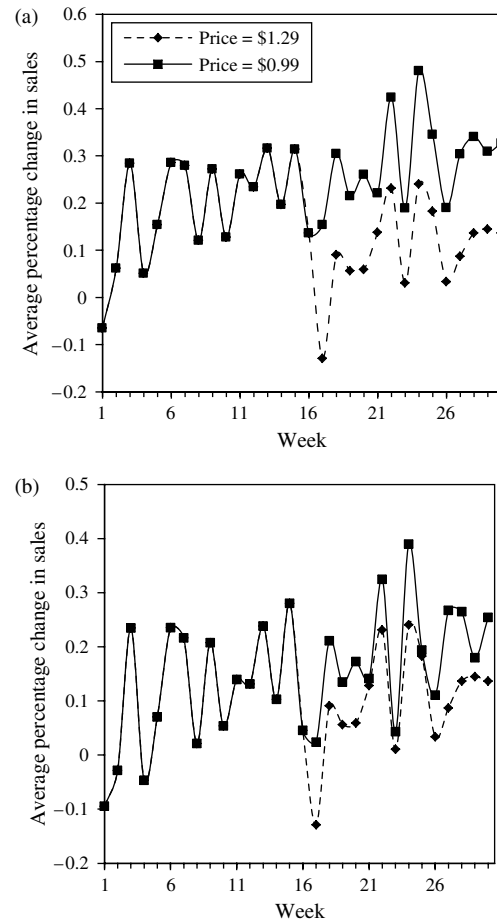 (a)
0.6
0.5
0.4
0.3
0.2
0.1
0
−0.1
−0.2
Average percentage change in sales
Price = $1.29
Price = $0.99
1 6 11 16 21 26
Week
(b)
0.5
0.4
0.3
0.2
0.1
0
−0.1
−0.2
Average percentage change in sales
1 6 11 16 21 26
Week